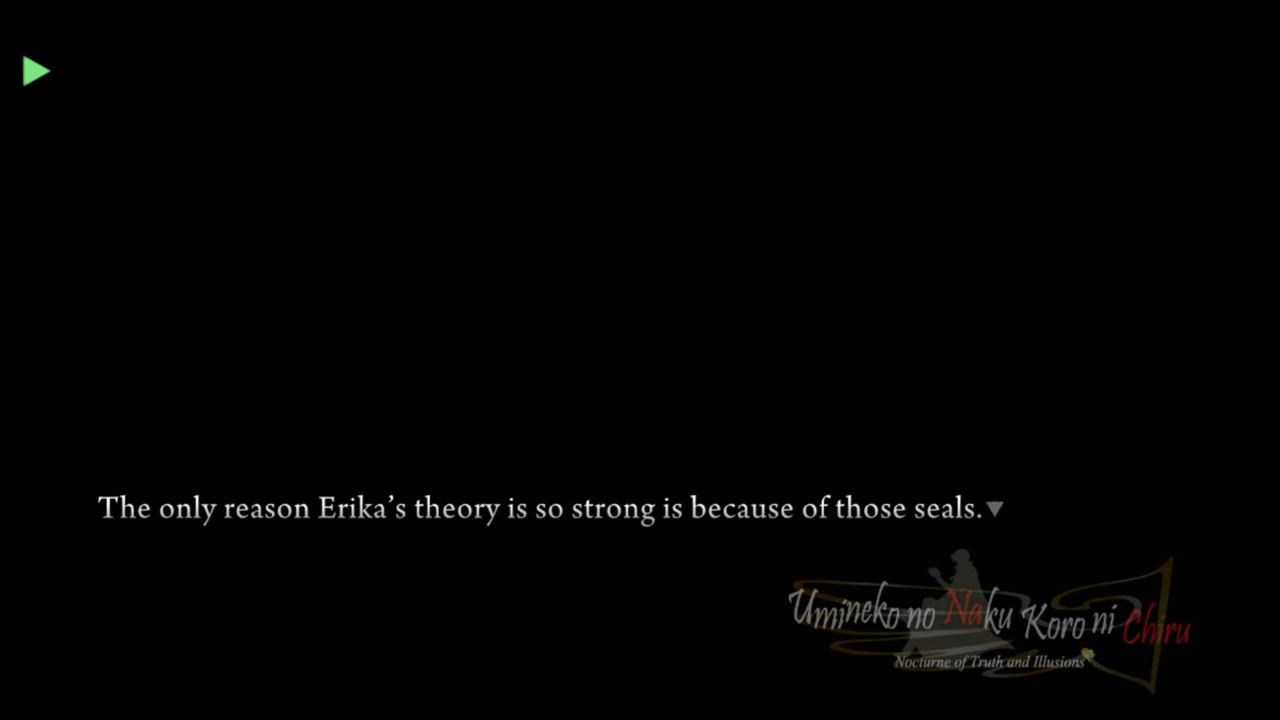 The only reason Erika’s theory is so strong is because of those seals.
Umineko no Naku Koro ni Chiru
Nocturne of Truth and Illusions